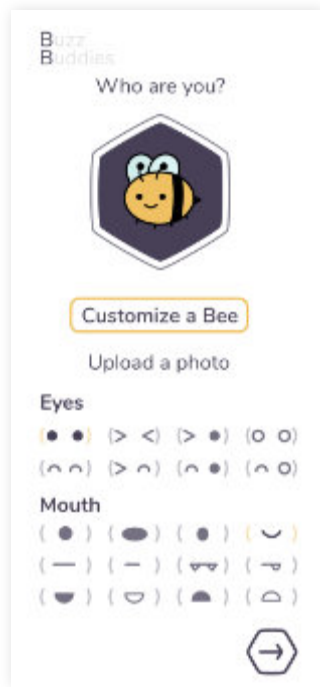 Buzz
Buddies
Who are you?
Customize a Bee
Upload a photo
Eyes
Mouth